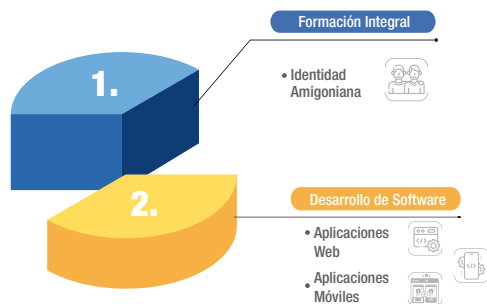 Formación Integral
1.
• Identidad
Amigoniana
Desarrollo de Software
2.
• Aplicaciones
Web
• Aplicaciones
Móviles